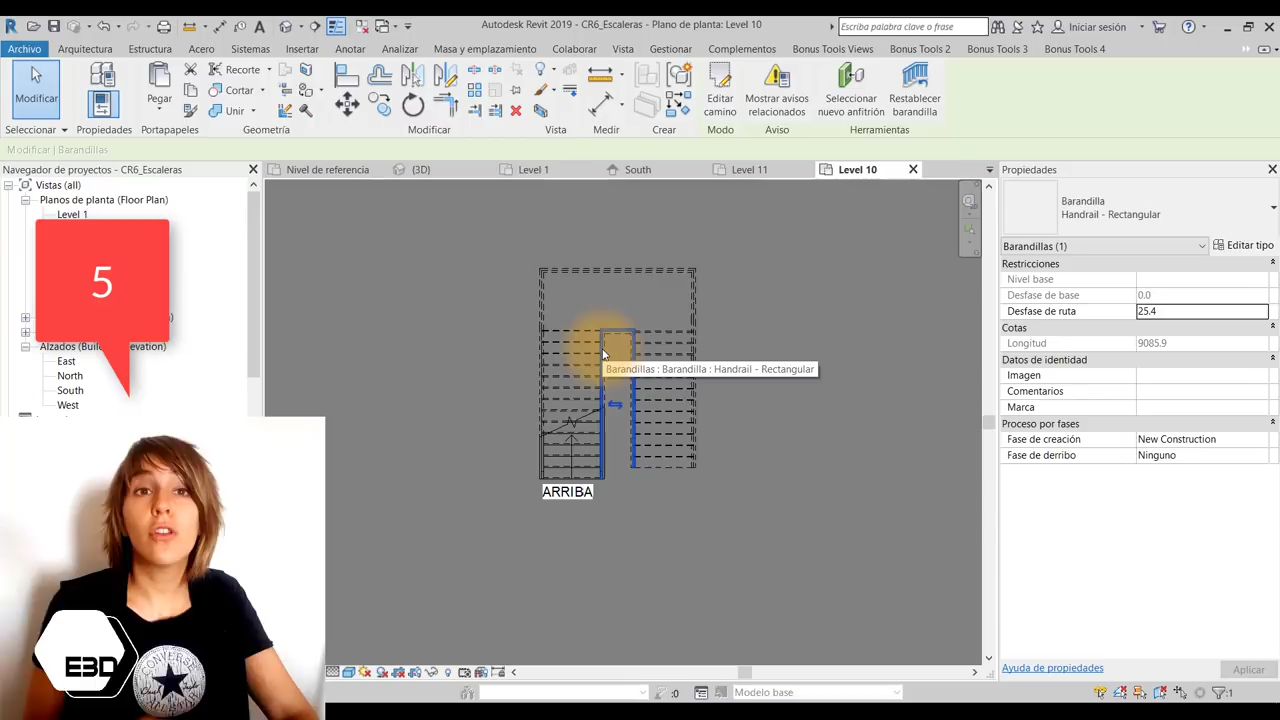 Autodesk Revit 2019 - CR6_Escaleras - Plano de planta: Level 10
Escriba palabra clave o frase
Iniciar sesión
Archivo Arquitectura Estructura Acero Sistemas Insertar Anotar Analizar Masa y emplazamiento Colaborar Vista Gestionar Complementos Bonus Tools Views Bonus Tools 2 Bonus Tools 3 Bonus Tools 4
Modificar
Pegar
Recorte
Cortar
Unir
Editar camino
Mostrar avisos relacionados
Seleccionar nuevo anfitrión
Restablecer barandilla
Seleccionar Propiedades Portapapeles Geometría Modificar Vista Medir Crear Modo Aviso Herramientas
Modificar | Barandillas
Navegador de proyectos - CR6_Escaleras
Nivel de referencia {3D} Level 1 South Level 11 Level 10
Propiedades
Vistas (all)
Planos de planta (Floor Plan)
Level 1
5
East
North
South
West
Barandilla
Handrail - Rectangular
Barandillas (1) Editar tipo
Restricciones
Nivel base
Desfase de base 0.0
Desfase de ruta 25.4
Cotas
Longitud 9085.9
Datos de identidad
Imagen
Comentarios
Marca
Proceso por fases
Fase de creación New Construction
Fase de derribo Ninguno
Ayuda de propiedades Aplicar
Barandillas : Barandilla : Handrail - Rectangular
ARRIBA
CONVERSE
E3D
:0 Modelo base :1